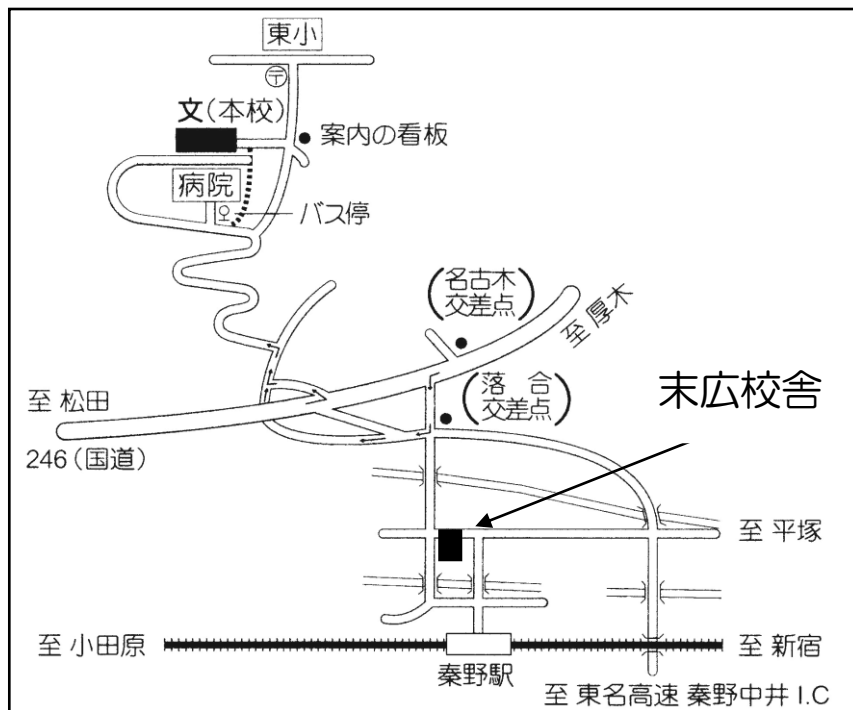 東小
〒
文(本校)
案内の看板
病院
バス停
(名古木
交差点)
至 厚木
(落 合
交差点)
末広校舎
至 松田
246(国道)
至 平塚
至 小田原
至 新宿
秦野駅
至 東名高速 秦野中井 I.C